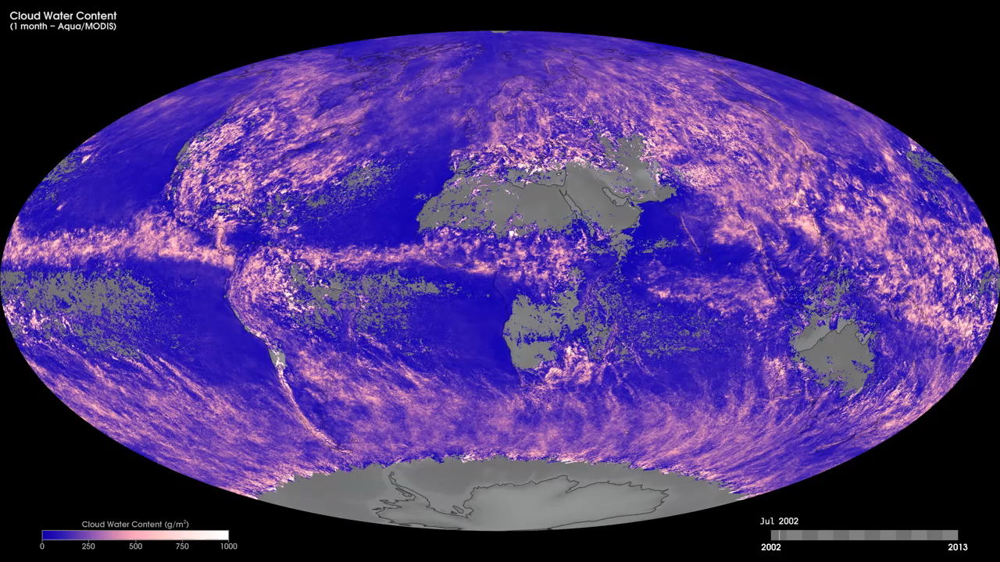 Cloud Water Content
(1 month – Aqua/MODIS)
Cloud Water Content (g/m²)
0 250 500 750 1000
Jul 2002
2002 2013